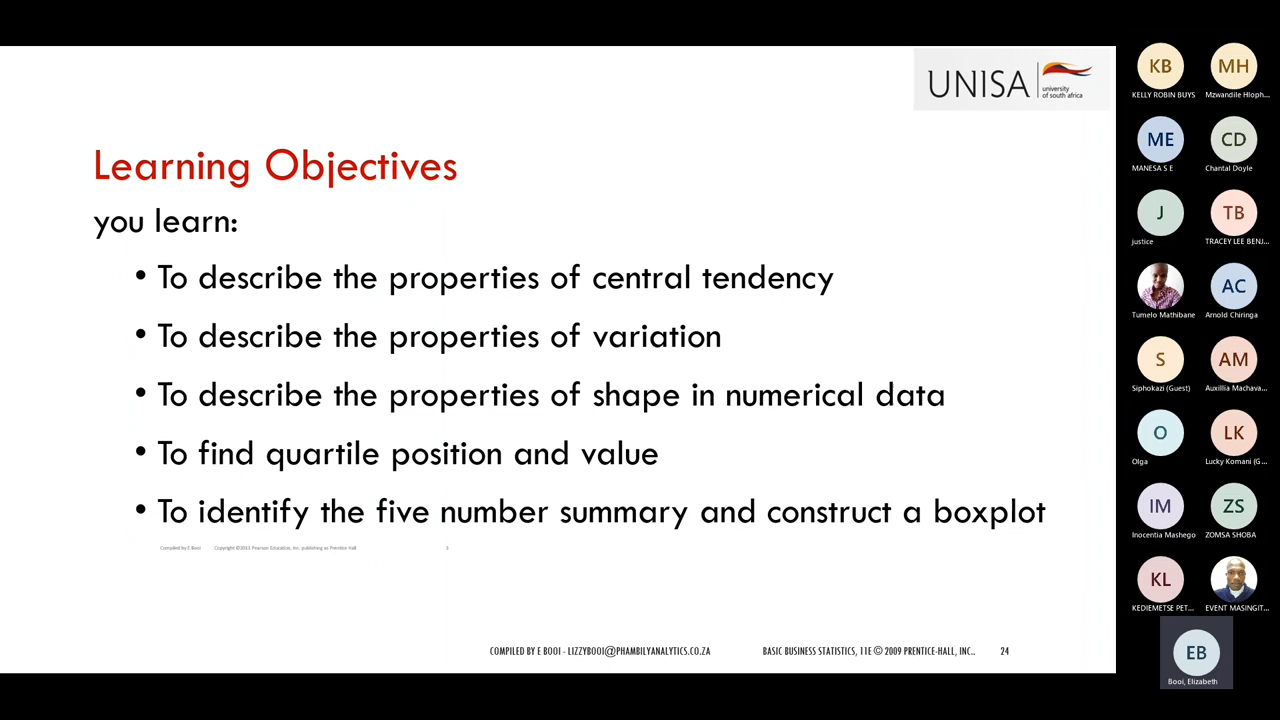 UNISA
university
of south africa
Learning Objectives
you learn:
• To describe the properties of central tendency
• To describe the properties of variation
• To describe the properties of shape in numerical data
• To find quartile position and value
• To identify the five number summary and construct a boxplot
Compiled by E Booi Copyright ©2013 Pearson Education, Inc. publishing as Prentice Hall 3
COMPILED BY E BOOI - LIZZYBOOI@PHAMBILYANALYTICS.CO.ZA BASIC BUSINESS STATISTICS, 11E © 2009 PRENTICE-HALL, INC.. 24
KB MH
KELLY ROBIN BUYS Mzwandile Hloph...
ME CD
MANESA S E Chantal Doyle
J TB
justice TRACEY LEE BENJ...
AC
Tumelo Mathibane Arnold Chiringa
S AM
Siphokazi (Guest) Auxillia Machava...
O LK
Olga Lucky Komani (G...
IM ZS
Inocentia Mashego ZOMSA SHOBA
KL
KEDIEMETSE PET... EVENT MASINGIT...
EB
Booi, Elizabeth